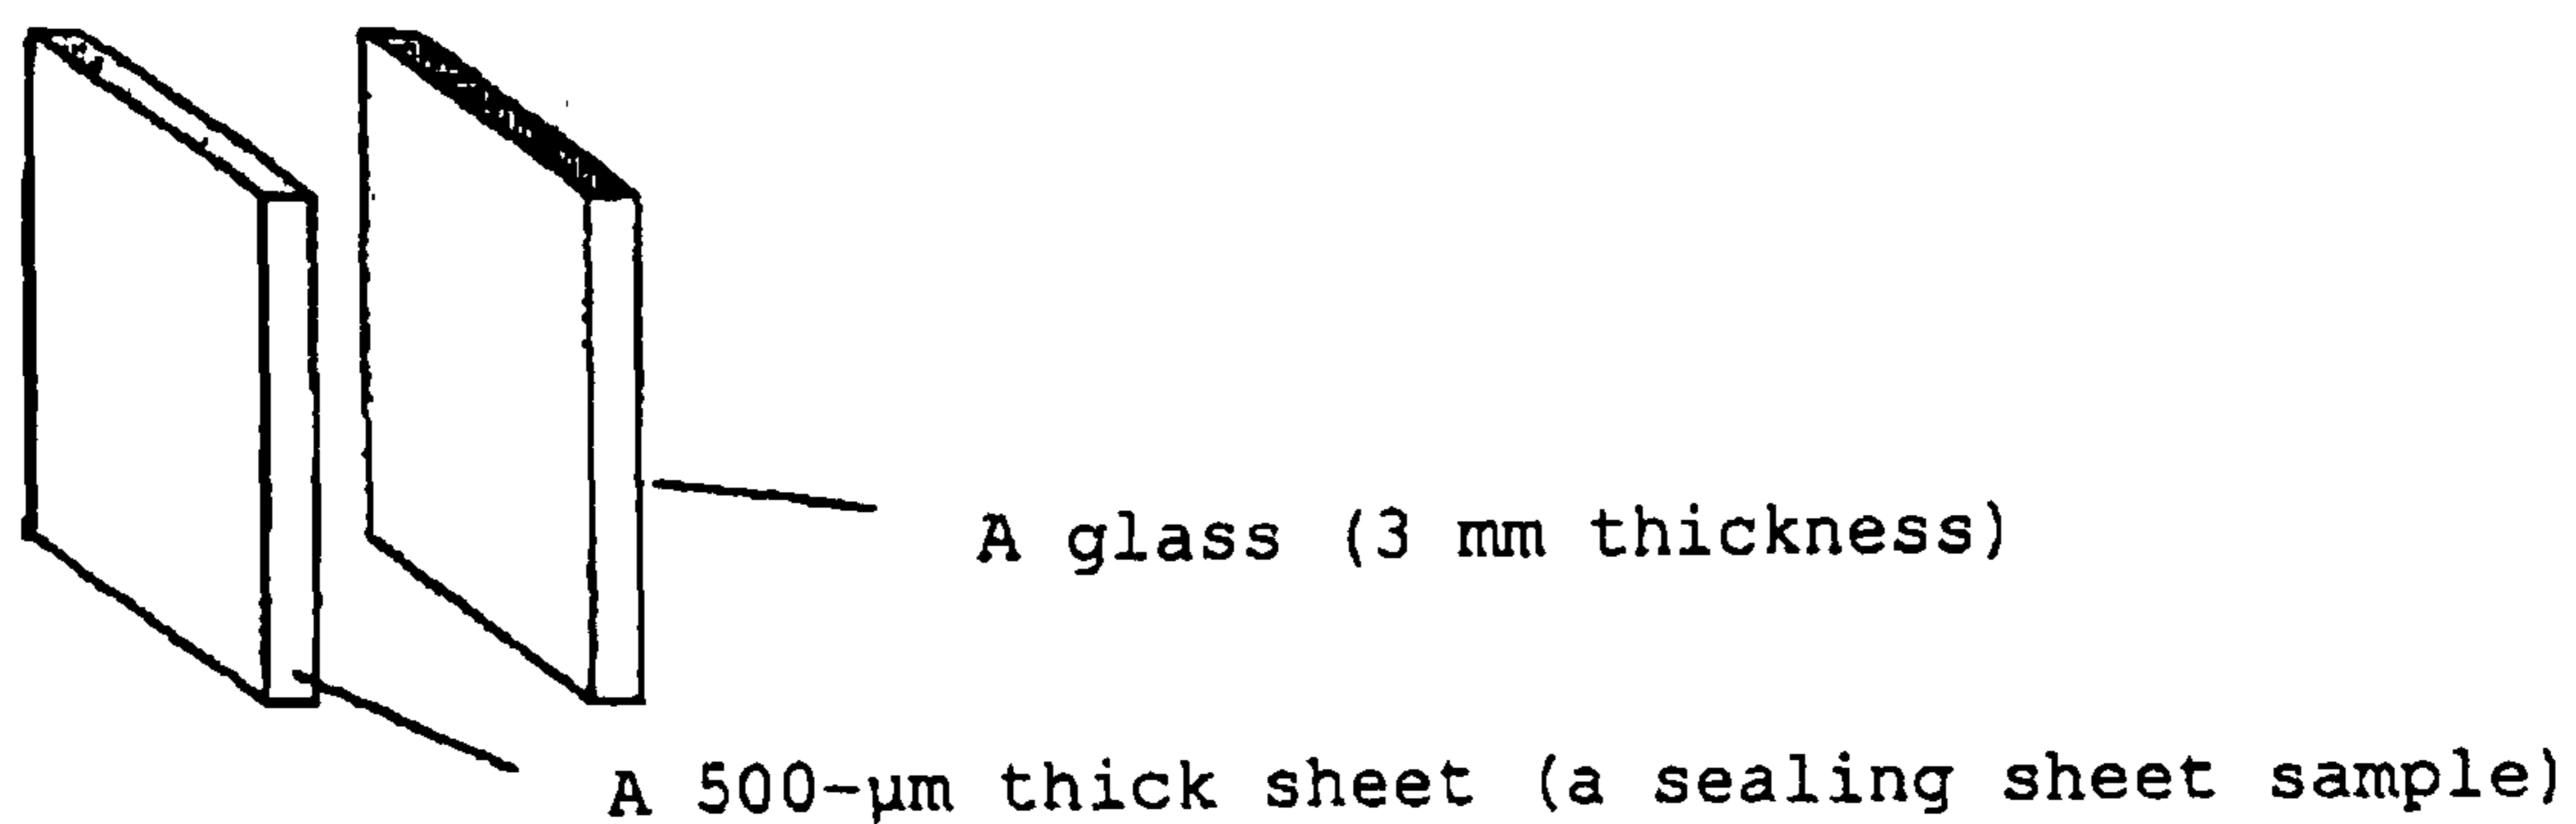 A glass (3 mm thickness)
A 500-μm thick sheet (a sealing sheet sample)